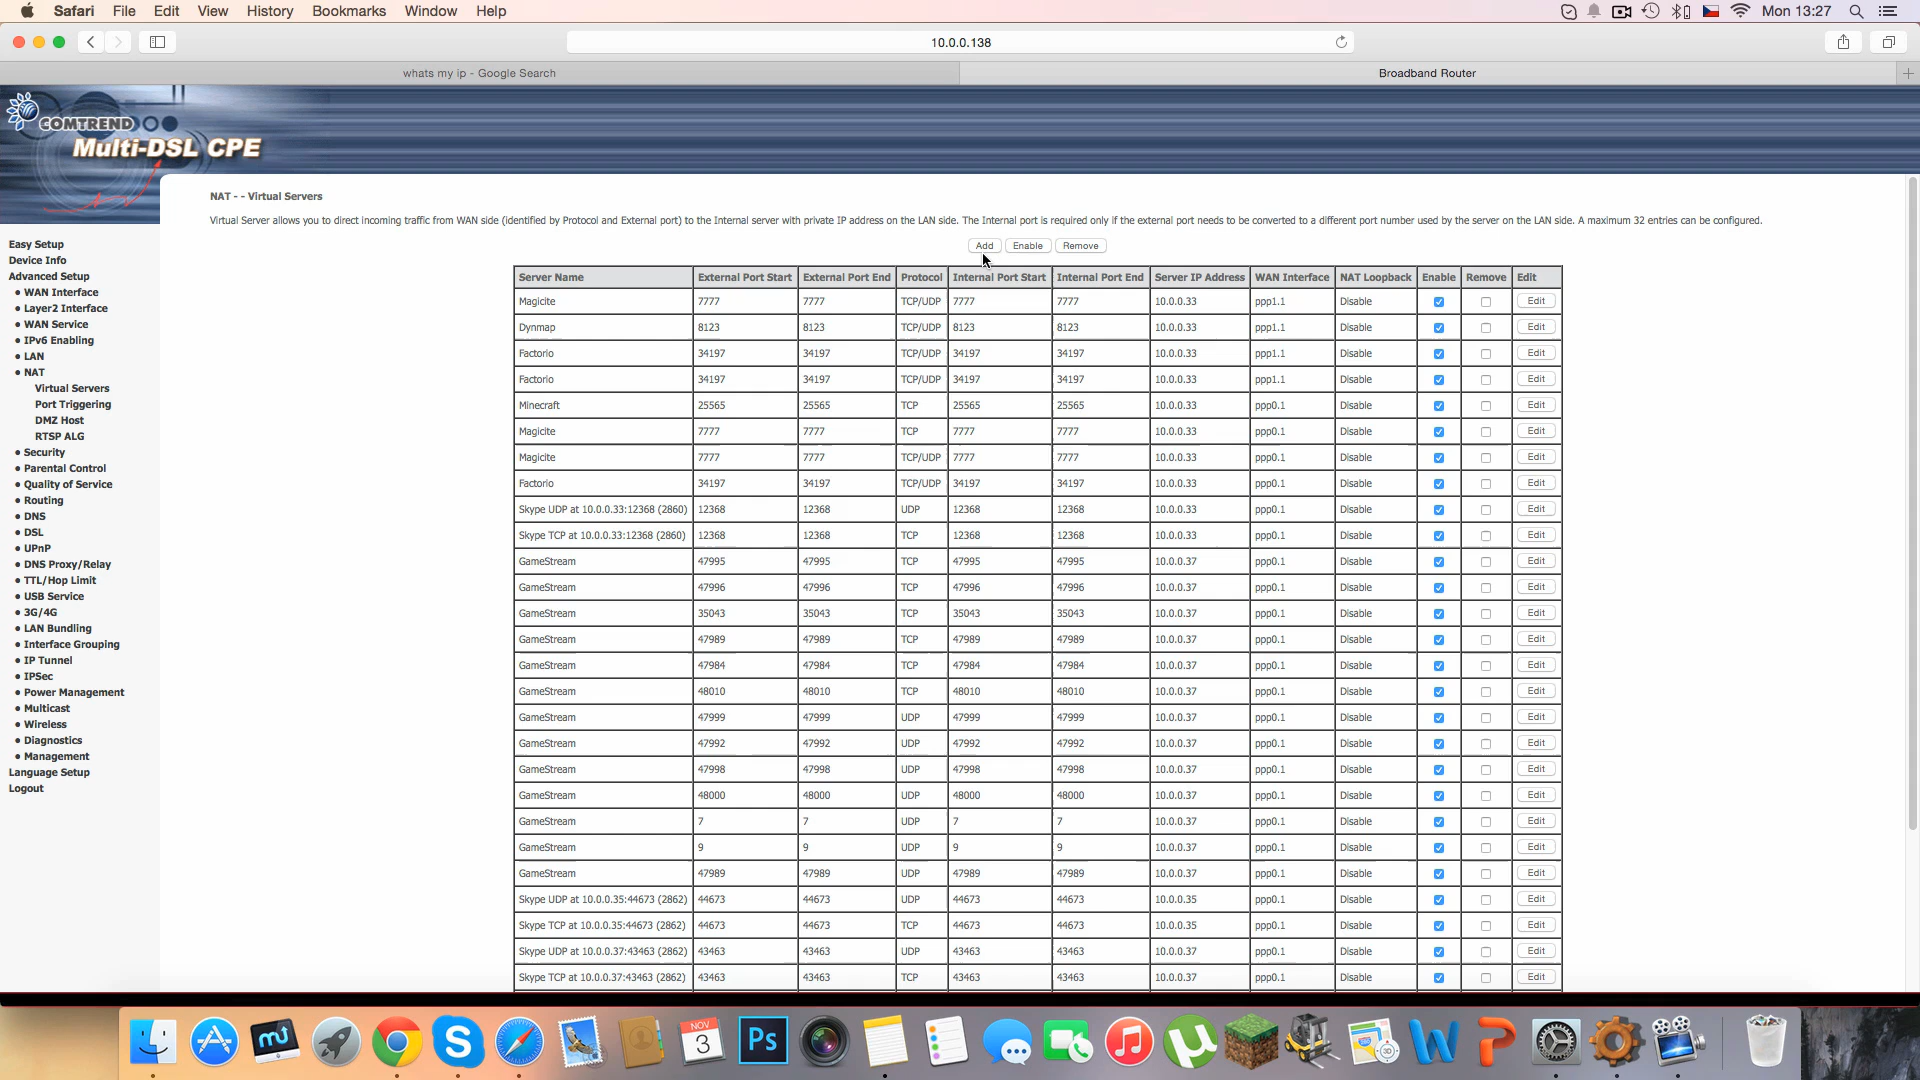 Safari File Edit View History Bookmarks Window Help Mon 13:27
10.0.0.138
whats my ip - Google Search Broadband Router
COMTREND
Multi-DSL CPE
NAT - - Virtual Servers
Virtual Server allows you to direct incoming traffic from WAN side (identified by Protocol and External port) to the Internal server with private IP address on the LAN side. The Internal port is required only if the external port needs to be converted to a different port number used by the server on the LAN side. A maximum 32 entries can be configured.
Add Enable Remove
Easy Setup
Device Info
Advanced Setup
• WAN Interface
• Layer2 Interface
• WAN Service
• IPv6 Enabling
• LAN
• NAT
Virtual Servers
Port Triggering
DMZ Host
RTSP ALG
• Security
• Parental Control
• Quality of Service
• Routing
• DNS
• DSL
• UPnP
• DNS Proxy/Relay
• TTL/Hop Limit
• USB Service
• 3G/4G
• LAN Bundling
• Interface Grouping
• IP Tunnel
• IPSec
• Power Management
• Multicast
• Wireless
• Diagnostics
• Management
Language Setup
Logout
Server Name External Port Start External Port End Protocol Internal Port Start Internal Port End Server IP Address WAN Interface NAT Loopback Enable Remove Edit
Magicite 7777 7777 TCP/UDP 7777 7777 10.0.0.33 ppp1.1 Disable Edit
Dynmap 8123 8123 TCP/UDP 8123 8123 10.0.0.33 ppp1.1 Disable Edit
Factorio 34197 34197 TCP/UDP 34197 34197 10.0.0.33 ppp1.1 Disable Edit
Factorio 34197 34197 TCP/UDP 34197 34197 10.0.0.33 ppp1.1 Disable Edit
Minecraft 25565 25565 TCP 25565 25565 10.0.0.33 ppp0.1 Disable Edit
Magicite 7777 7777 TCP 7777 7777 10.0.0.33 ppp0.1 Disable Edit
Magicite 7777 7777 TCP/UDP 7777 7777 10.0.0.33 ppp0.1 Disable Edit
Factorio 34197 34197 TCP/UDP 34197 34197 10.0.0.33 ppp0.1 Disable Edit
Skype UDP at 10.0.0.33:12368 (2860) 12368 12368 UDP 12368 12368 10.0.0.33 ppp0.1 Disable Edit
Skype TCP at 10.0.0.33:12368 (2860) 12368 12368 TCP 12368 12368 10.0.0.33 ppp0.1 Disable Edit
GameStream 47995 47995 TCP 47995 47995 10.0.0.37 ppp0.1 Disable Edit
GameStream 47996 47996 TCP 47996 47996 10.0.0.37 ppp0.1 Disable Edit
GameStream 35043 35043 TCP 35043 35043 10.0.0.37 ppp0.1 Disable Edit
GameStream 47989 47989 TCP 47989 47989 10.0.0.37 ppp0.1 Disable Edit
GameStream 47984 47984 TCP 47984 47984 10.0.0.37 ppp0.1 Disable Edit
GameStream 48010 48010 TCP 48010 48010 10.0.0.37 ppp0.1 Disable Edit
GameStream 47999 47999 UDP 47999 47999 10.0.0.37 ppp0.1 Disable Edit
GameStream 47992 47992 UDP 47992 47992 10.0.0.37 ppp0.1 Disable Edit
GameStream 47998 47998 UDP 47998 47998 10.0.0.37 ppp0.1 Disable Edit
GameStream 48000 48000 UDP 48000 48000 10.0.0.37 ppp0.1 Disable Edit
GameStream 7 7 UDP 7 7 10.0.0.37 ppp0.1 Disable Edit
GameStream 9 9 UDP 9 9 10.0.0.37 ppp0.1 Disable Edit
GameStream 47989 47989 UDP 47989 47989 10.0.0.37 ppp0.1 Disable Edit
Skype UDP at 10.0.0.35:44673 (2862) 44673 44673 UDP 44673 44673 10.0.0.35 ppp0.1 Disable Edit
Skype TCP at 10.0.0.35:44673 (2862) 44673 44673 TCP 44673 44673 10.0.0.35 ppp0.1 Disable Edit
Skype UDP at 10.0.0.37:43463 (2862) 43463 43463 UDP 43463 43463 10.0.0.37 ppp0.1 Disable Edit
Skype TCP at 10.0.0.37:43463 (2862) 43463 43463 TCP 43463 43463 10.0.0.37 ppp0.1 Disable Edit
NOV
3
Ps